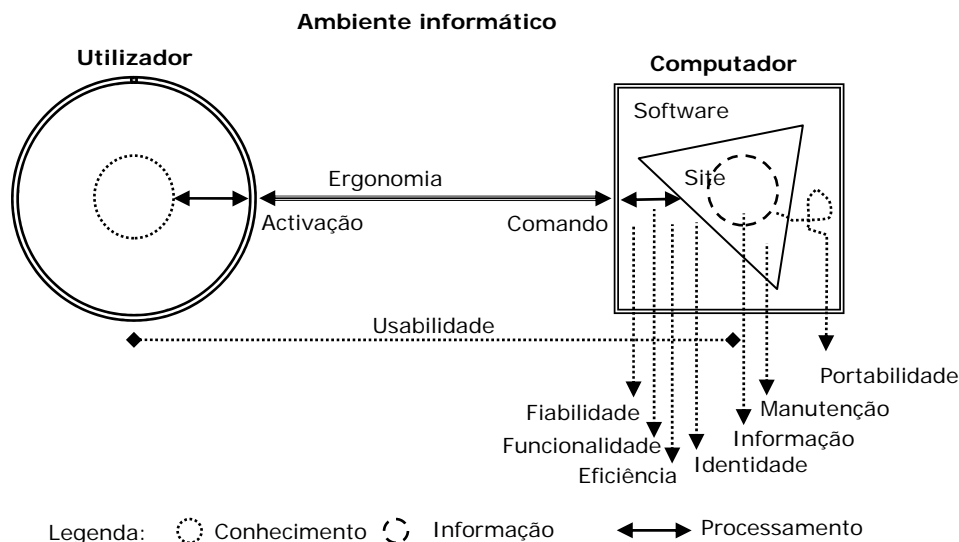 Ambiente informático
Utilizador
Computador
Software
Site
Ergonomia
Activação
Comando
Usabilidade
Portabilidade
Fiabilidade
Manutenção
Funcionalidade
Informação
Eficiência
Identidade
Legenda: Conhecimento Informação Processamento